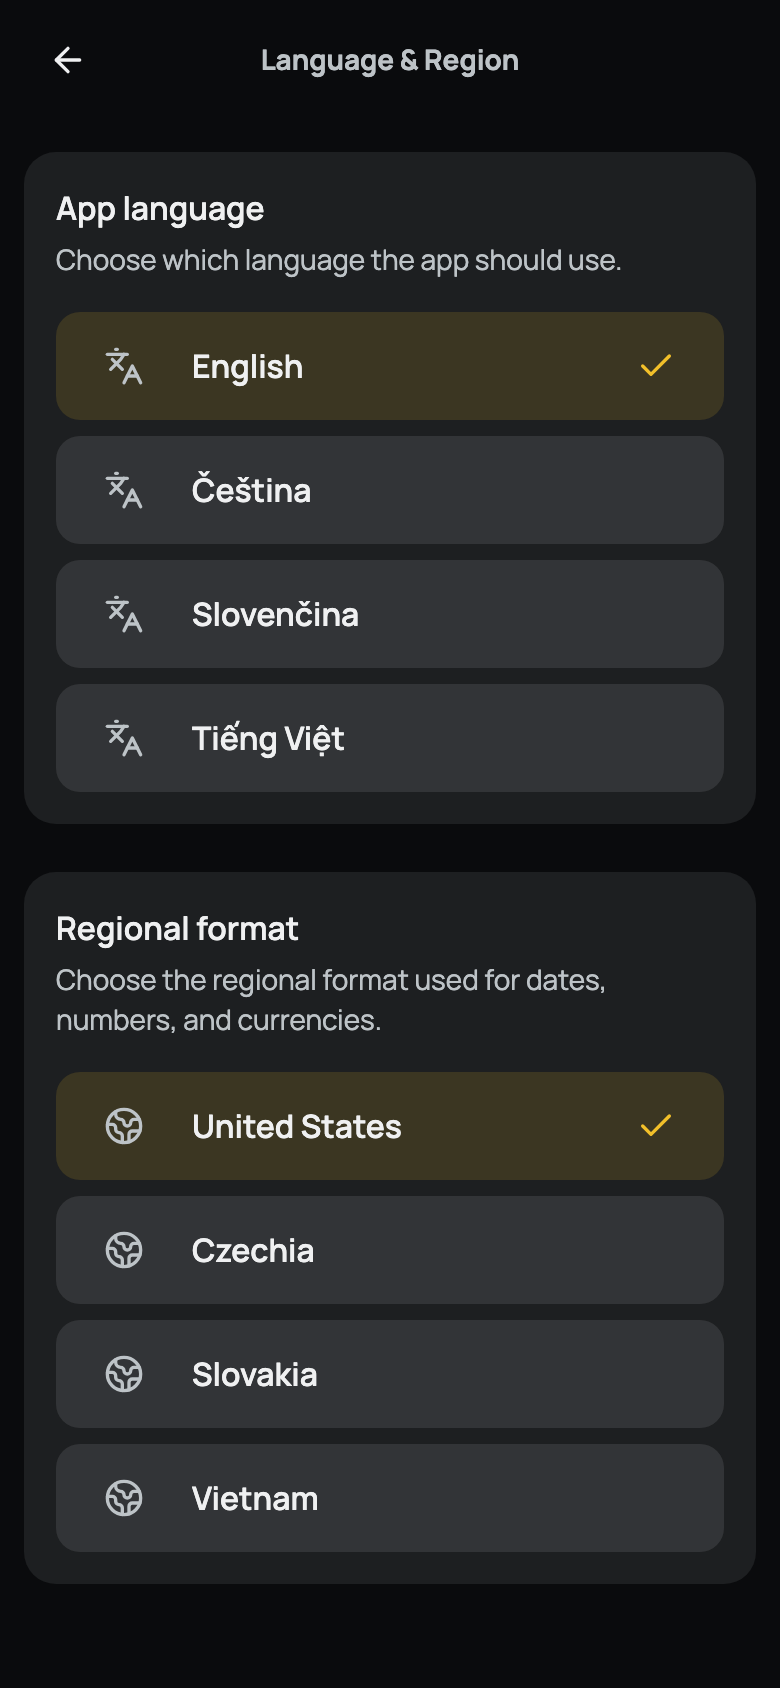 Language & Region
App language
Choose which language the app should use.
English
Čeština
Slovenčina
Tiếng Việt
Regional format
Choose the regional format used for dates,
numbers, and currencies.
United States
Czechia
Slovakia
Vietnam